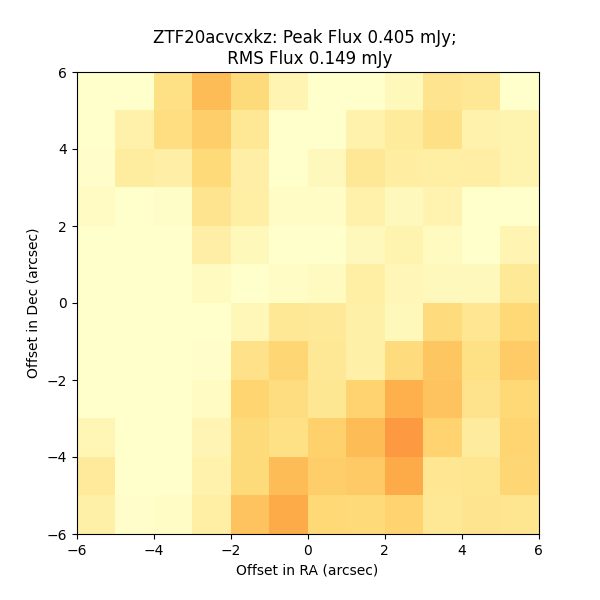 ZTF20acvcxkz: Peak Flux 0.405 mJy;
RMS Flux 0.149 mJy
6
4
2
0
−2
−4
−6
Offset in Dec (arcsec)
−6 −4 −2 0 2 4 6
Offset in RA (arcsec)